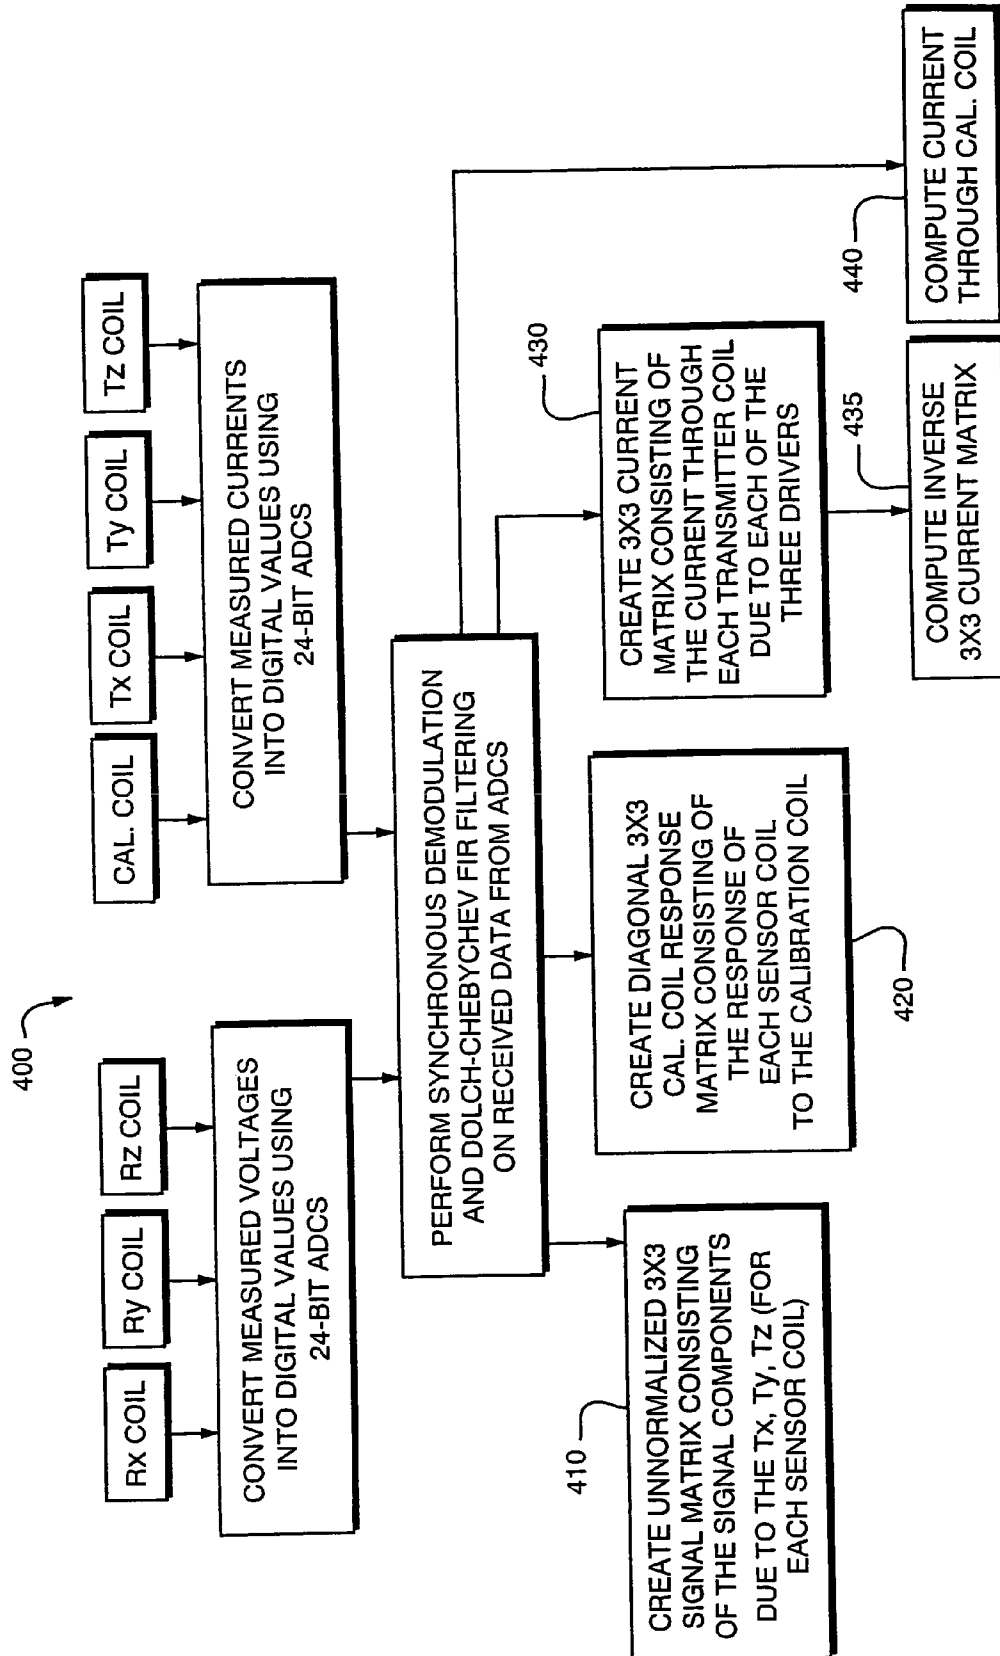 400
Rx COIL
Ry COIL
Rz COIL
CAL. COIL
Tx COIL
Ty COIL
Tz COIL
CONVERT MEASURED VOLTAGES
INTO DIGITAL VALUES USING
24-BIT ADCS
CONVERT MEASURED CURRENTS
INTO DIGITAL VALUES USING
24-BIT ADCS
PERFORM SYNCHRONOUS DEMODULATION
AND DOLCH-CHEBYCHEV FIR FILTERING
ON RECEIVED DATA FROM ADCS
410
CREATE UNNORMALIZED 3X3
SIGNAL MATRIX CONSISTING
OF THE SIGNAL COMPONENTS
DUE TO THE TX, Ty, Tz (FOR
EACH SENSOR COIL)
CREATE DIAGONAL 3X3
CAL. COIL RESPONSE
MATRIX CONSISTING OF
THE RESPONSE OF
EACH SENSOR COIL
TO THE CALIBRATION COIL
420
430
CREATE 3X3 CURRENT
MATRIX CONSISTING OF
THE CURRENT THROUGH
EACH TRANSMITTER COIL
DUE TO EACH OF THE
THREE DRIVERS
435
COMPUTE INVERSE
3X3 CURRENT MATRIX
440
COMPUTE CURRENT
THROUGH CAL. COIL